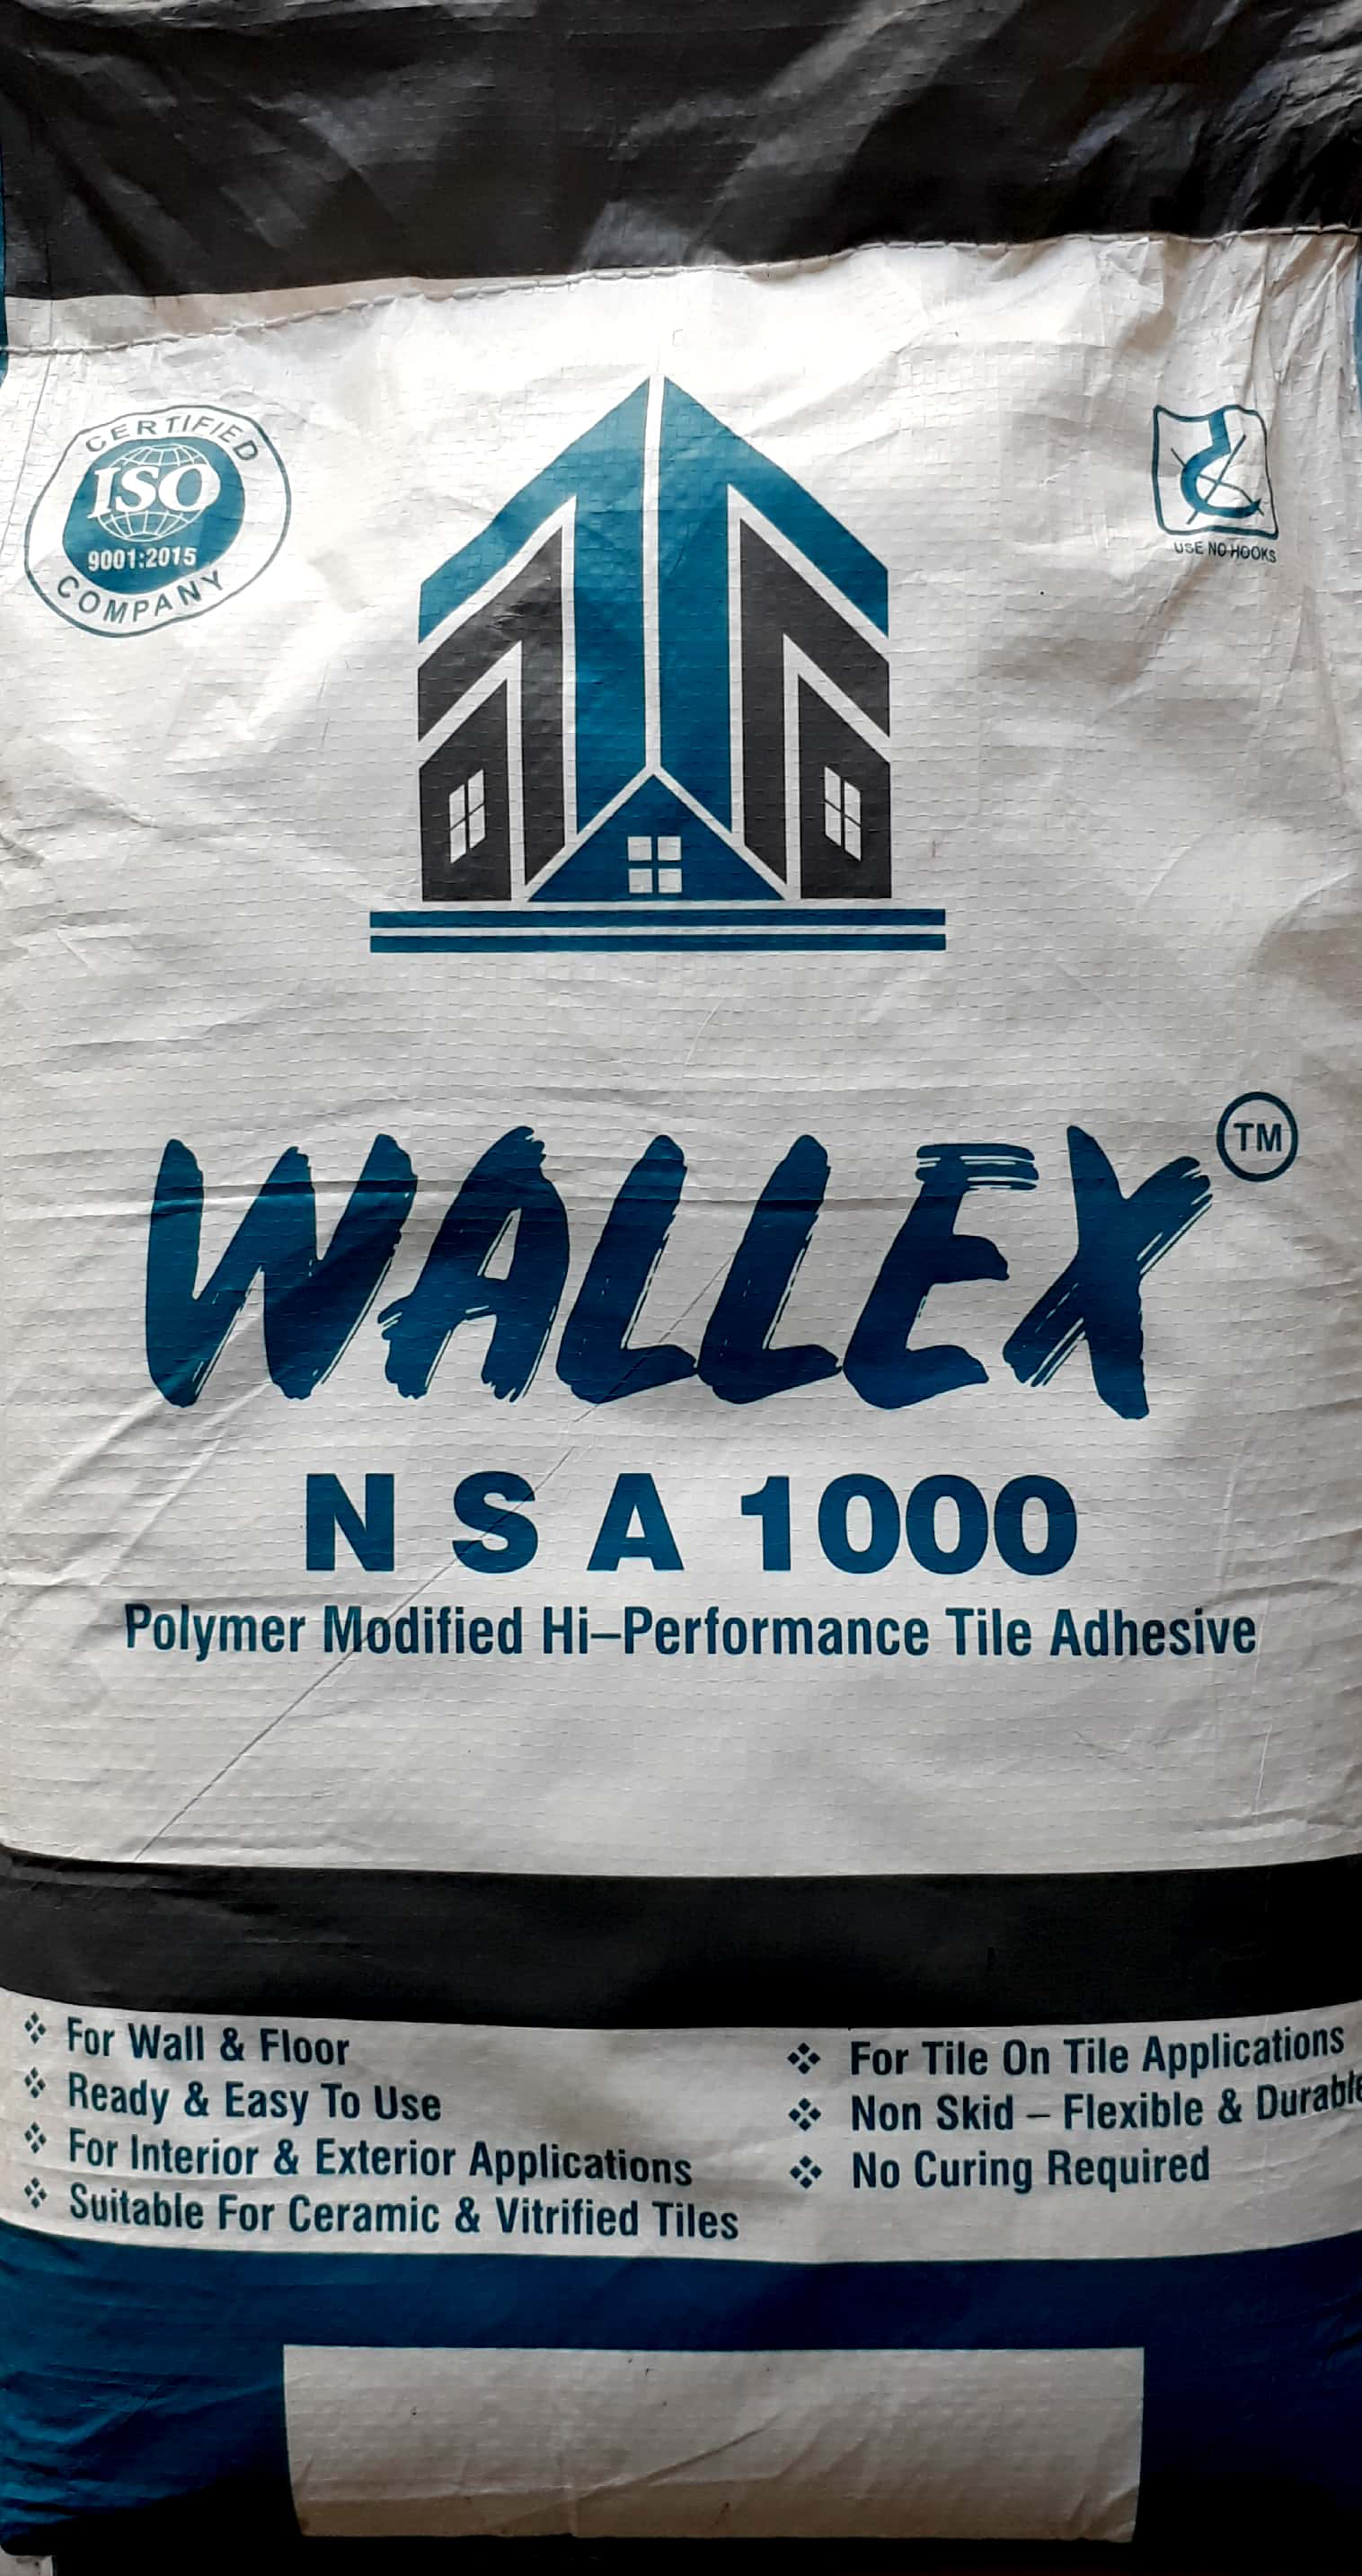 CERTIFIED
ISO
9001:2015
COMPANY
USE NO HOOKS
WALLEX TM
N S A 1000
Polymer Modified Hi–Performance Tile Adhesive
For Wall & Floor
Ready & Easy To Use
For Interior & Exterior Applications
Suitable For Ceramic & Vitrified Tiles
For Tile On Tile Applications
Non Skid – Flexible & Durable
No Curing Required